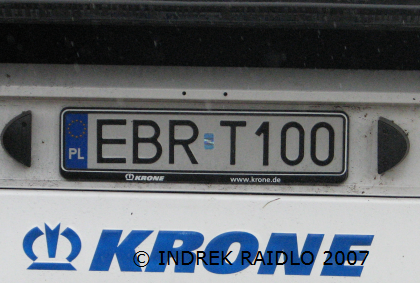 PL EBR T100
KRONE www.krone.de
KRONE
© INDREK RAIDLO 2007